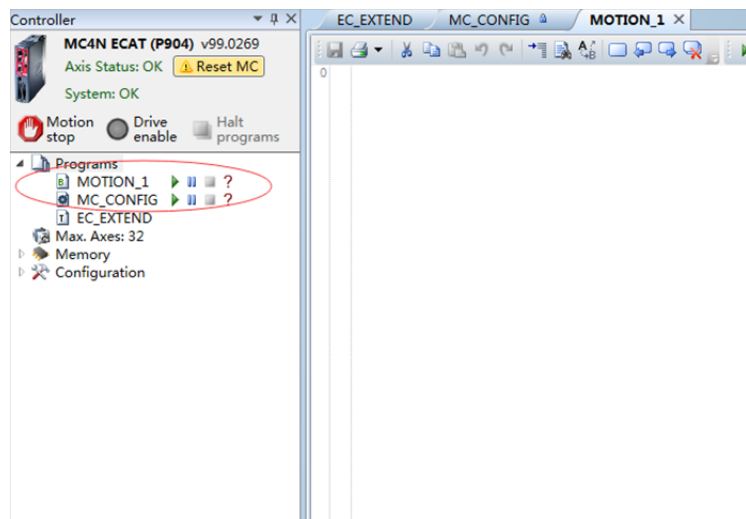 Controller
EC_EXTEND
MC_CONFIG
MOTION_1
MC4N ECAT (P904) v99.0269
Axis Status: OK
Reset MC
System: OK
Motion stop
Drive enable
Halt programs
0
Programs
MOTION_1 ?
MC_CONFIG ?
EC_EXTEND
Max. Axes: 32
Memory
Configuration